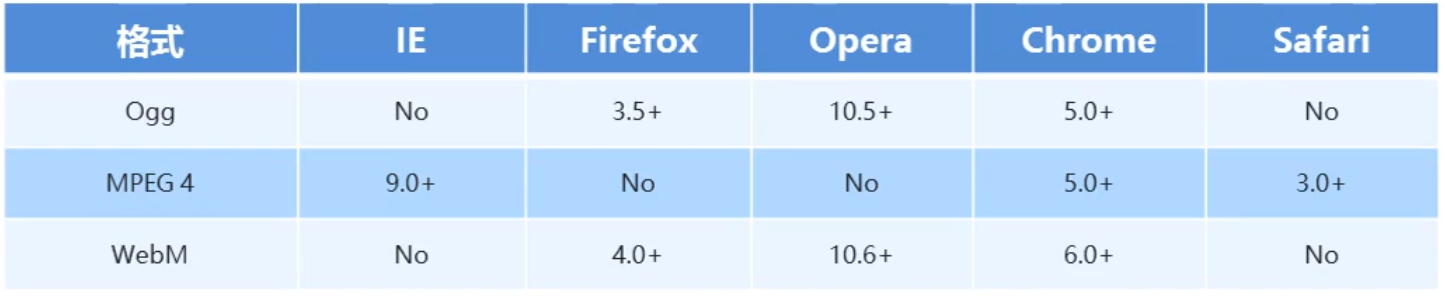 格式 IE Firefox Opera Chrome Safari
Ogg No 3.5+ 10.5+ 5.0+ No
MPEG 4 9.0+ No No 5.0+ 3.0+
WebM No 4.0+ 10.6+ 6.0+ No